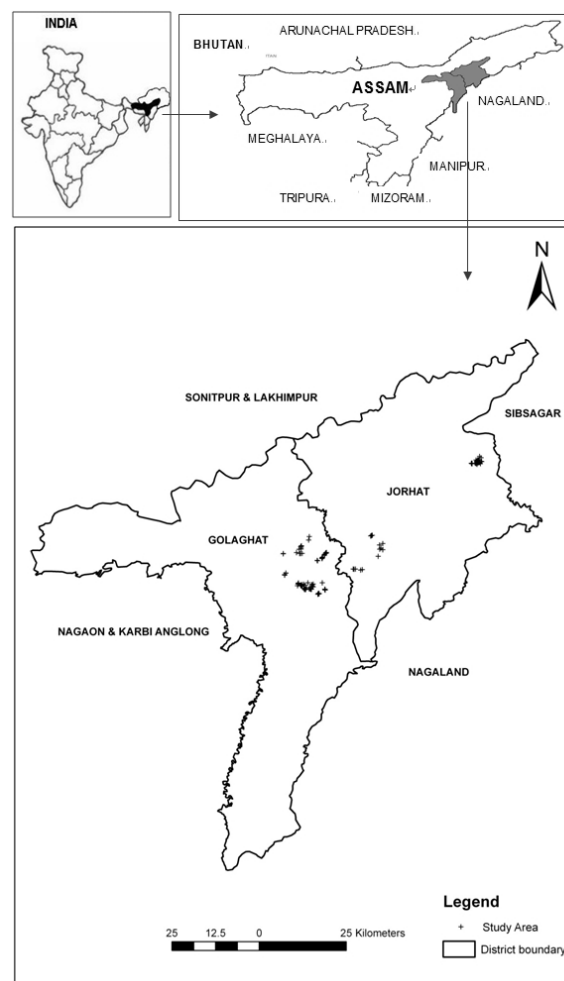 INDIA
ARUNACHAL PRADESH
BHUTAN
ASSAM
NAGALAND
MEGHALAYA
MANIPUR
TRIPURA
MIZORAM
N
SONITPUR & LAKHIMPUR
SIBSAGAR
JORHAT
GOLAGHAT
NAGAON & KARBI ANGLONG
NAGALAND
Legend
Study Area
District boundary
25 12.5 0 25 Kilometers